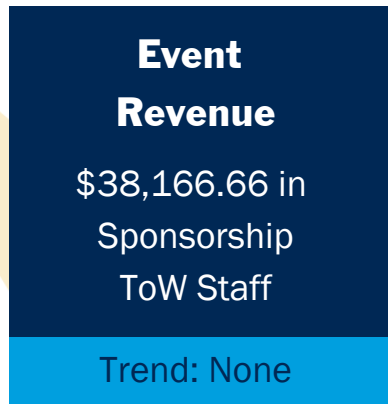 Event
Revenue
$38,166.66 in
Sponsorship
ToW Staff
Trend: None